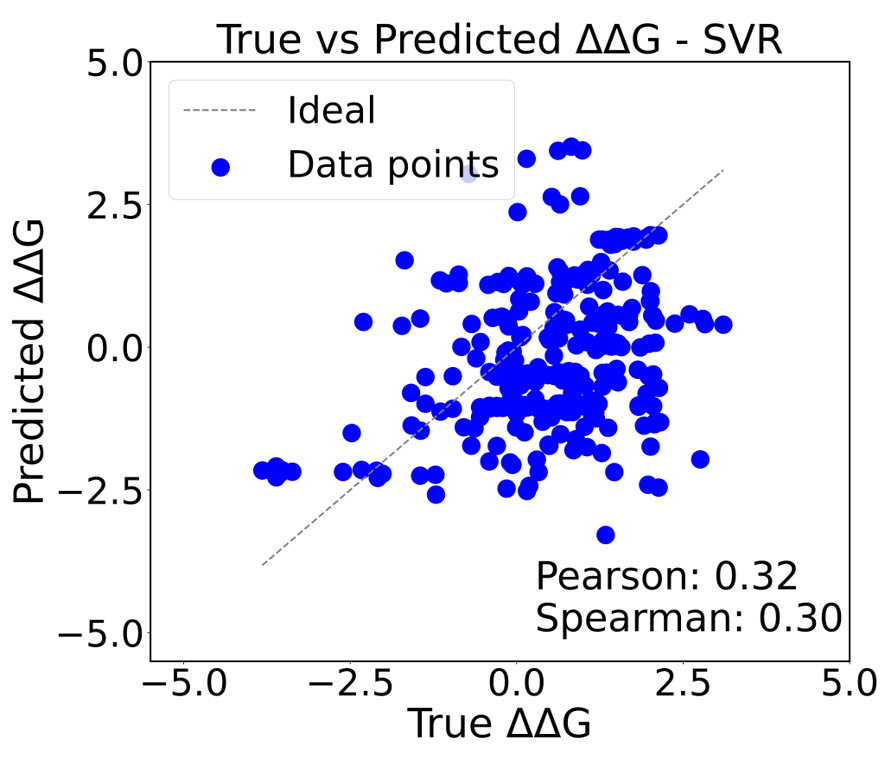 True vs Predicted ΔΔG - SVR
5.0
2.5
0.0
−2.5
−5.0
Predicted ΔΔG
Ideal
Data points
Pearson: 0.32
Spearman: 0.30
−5.0 −2.5 0.0 2.5 5.0
True ΔΔG